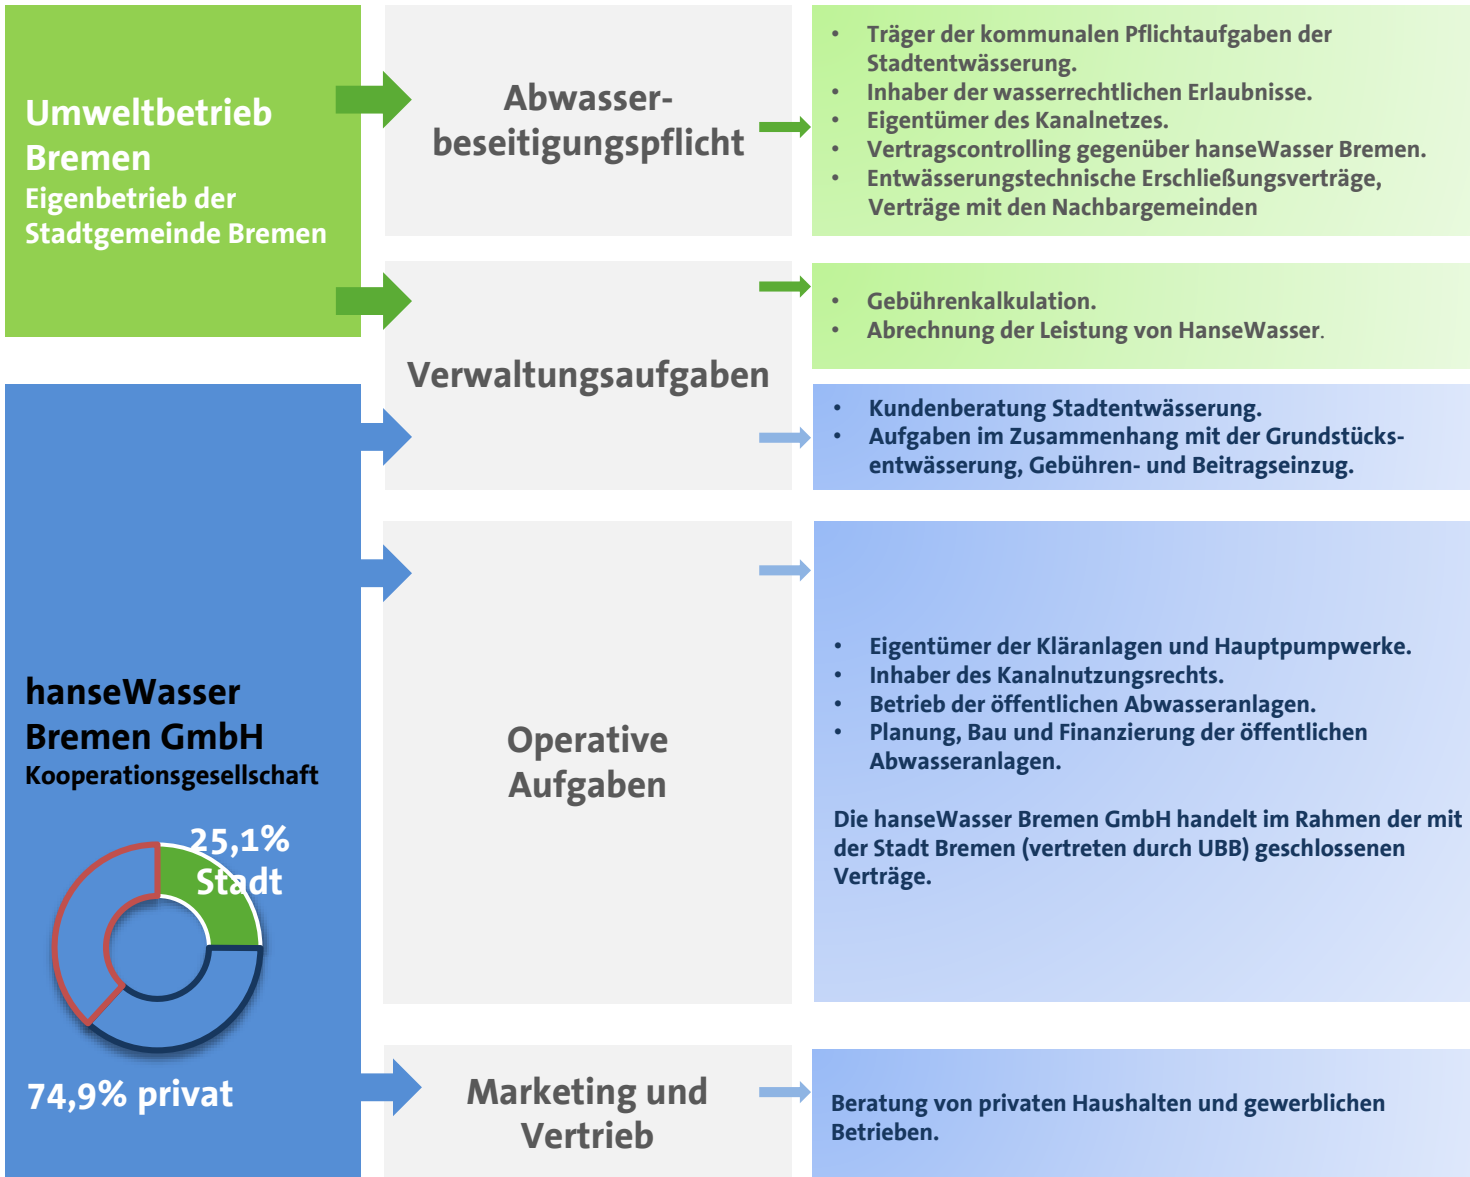 Umweltbetrieb
Bremen
Eigenbetrieb der
Stadtgemeinde Bremen
Abwasser-
beseitigungspflicht
• Träger der kommunalen Pflichtaufgaben der
Stadtentwässerung.
• Inhaber der wasserrechtlichen Erlaubnisse.
• Eigentümer des Kanalnetzes.
• Vertragscontrolling gegenüber hanseWasser Bremen.
• Entwässerungstechnische Erschließungsverträge,
Verträge mit den Nachbargemeinden
Verwaltungsaufgaben
• Gebührenkalkulation.
• Abrechnung der Leistung von HanseWasser.
• Kundenberatung Stadtentwässerung.
• Aufgaben im Zusammenhang mit der Grundstücks-
entwässerung, Gebühren- und Beitragseinzug.
hanseWasser
Bremen GmbH
Kooperationsgesellschaft
25,1%
Stadt
74,9% privat
Operative
Aufgaben
• Eigentümer der Kläranlagen und Hauptpumpwerke.
• Inhaber des Kanalnutzungsrechts.
• Betrieb der öffentlichen Abwasseranlagen.
• Planung, Bau und Finanzierung der öffentlichen
Abwasseranlagen.
Die hanseWasser Bremen GmbH handelt im Rahmen der mit
der Stadt Bremen (vertreten durch UBB) geschlossenen
Verträge.
Marketing und
Vertrieb
Beratung von privaten Haushalten und gewerblichen
Betrieben.